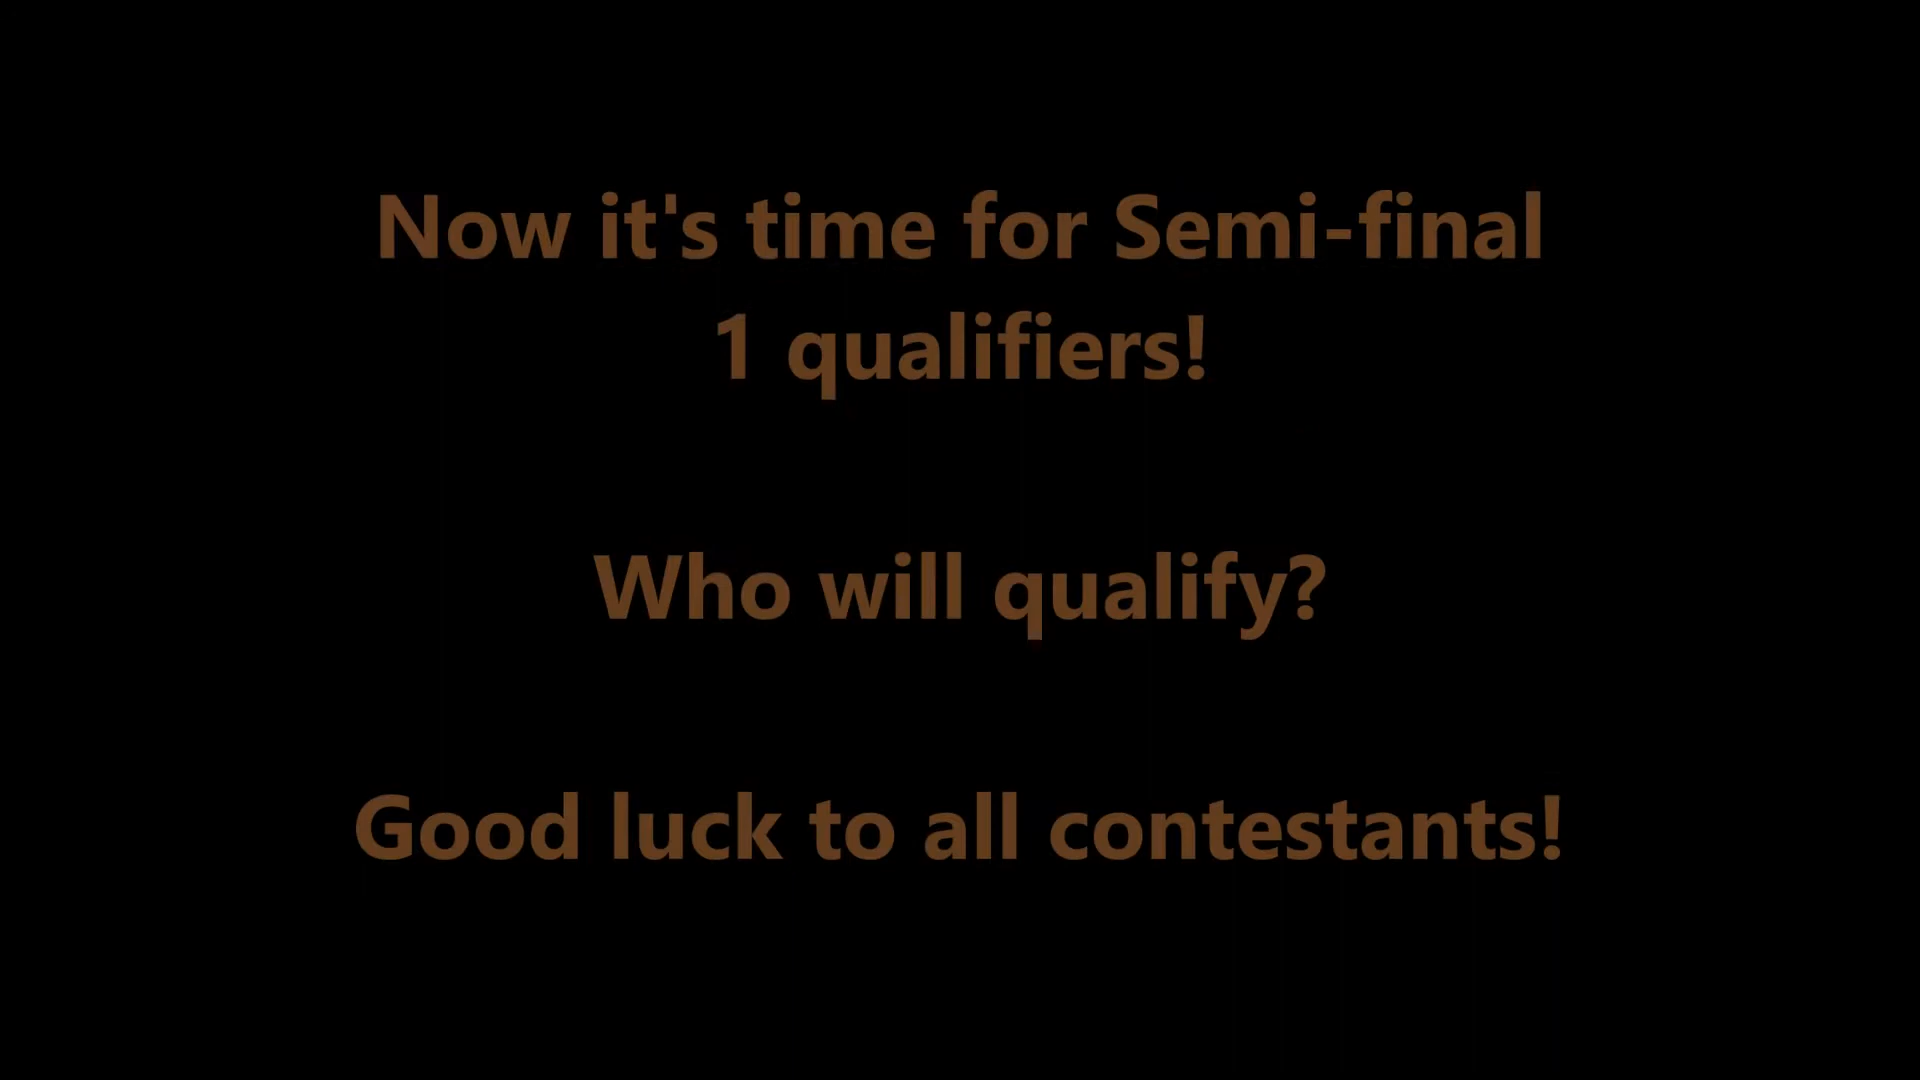 Now it's time for Semi-final
1 qualifiers!
Who will qualify?
Good luck to all contestants!